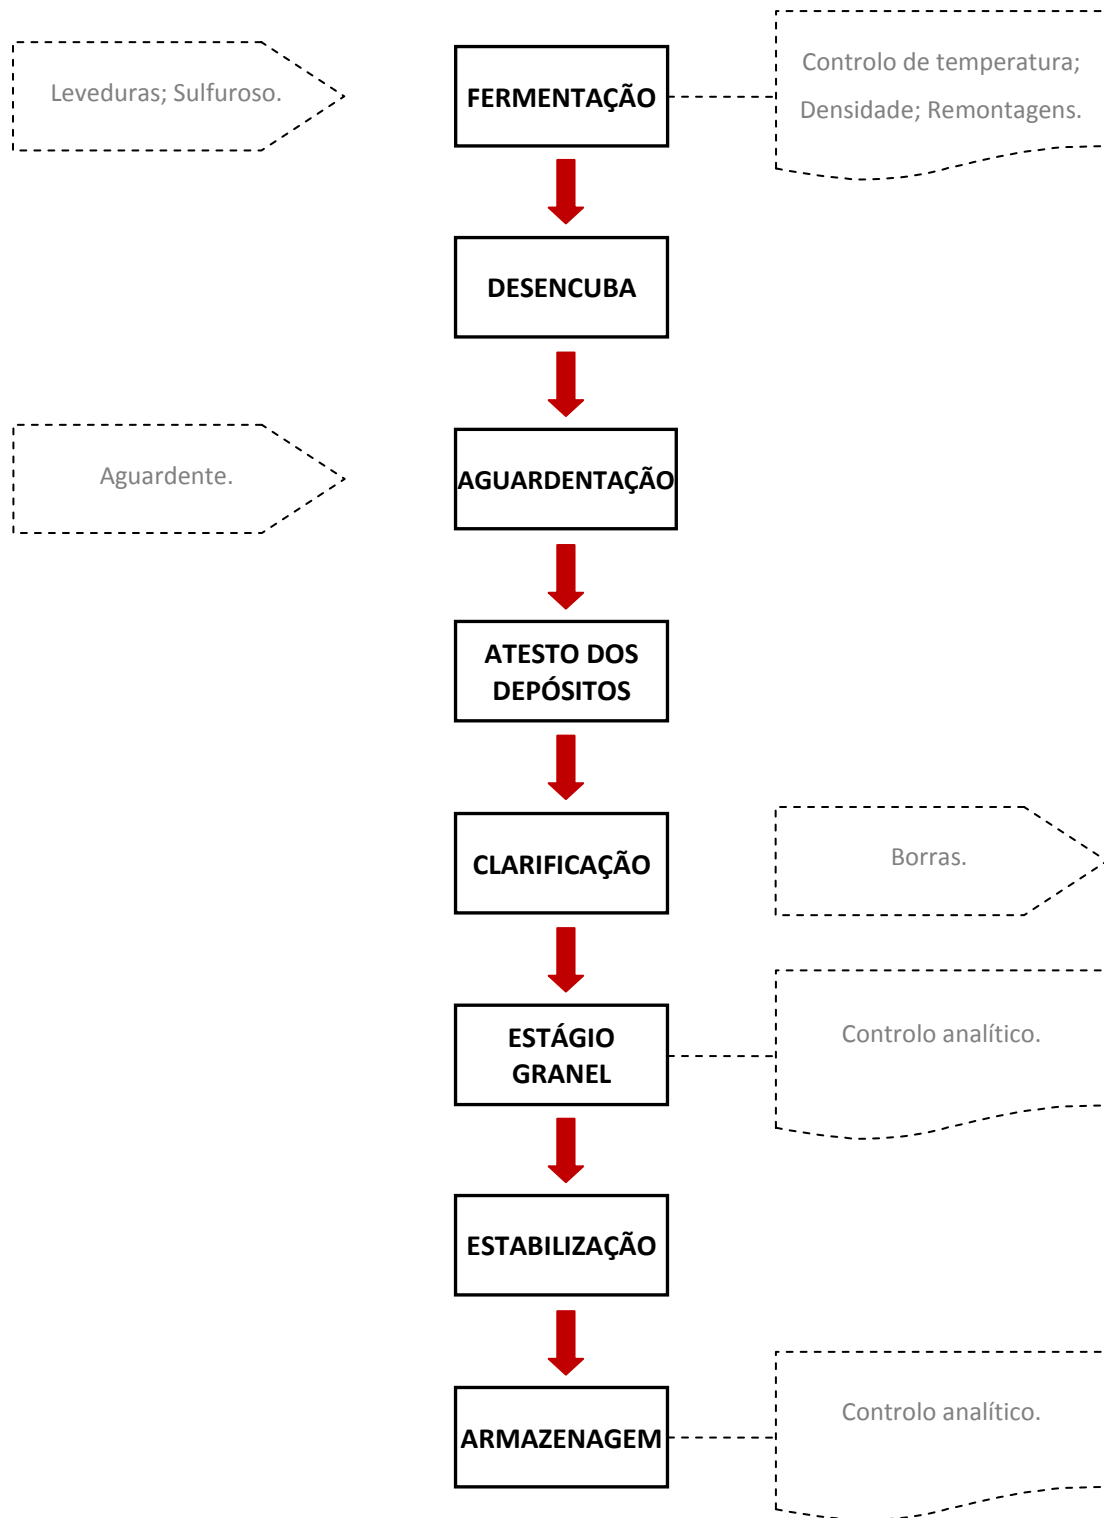 Leveduras; Sulfuroso.
FERMENTAÇÃO
Controlo de temperatura;
Densidade; Remontagens.
DESENCUBA
Aguardente.
AGUARDENTAÇÃO
ATESTO DOS
DEPÓSITOS
CLARIFICAÇÃO
Borras.
ESTÁGIO
GRANEL
Controlo analítico.
ESTABILIZAÇÃO
ARMAZENAGEM
Controlo analítico.